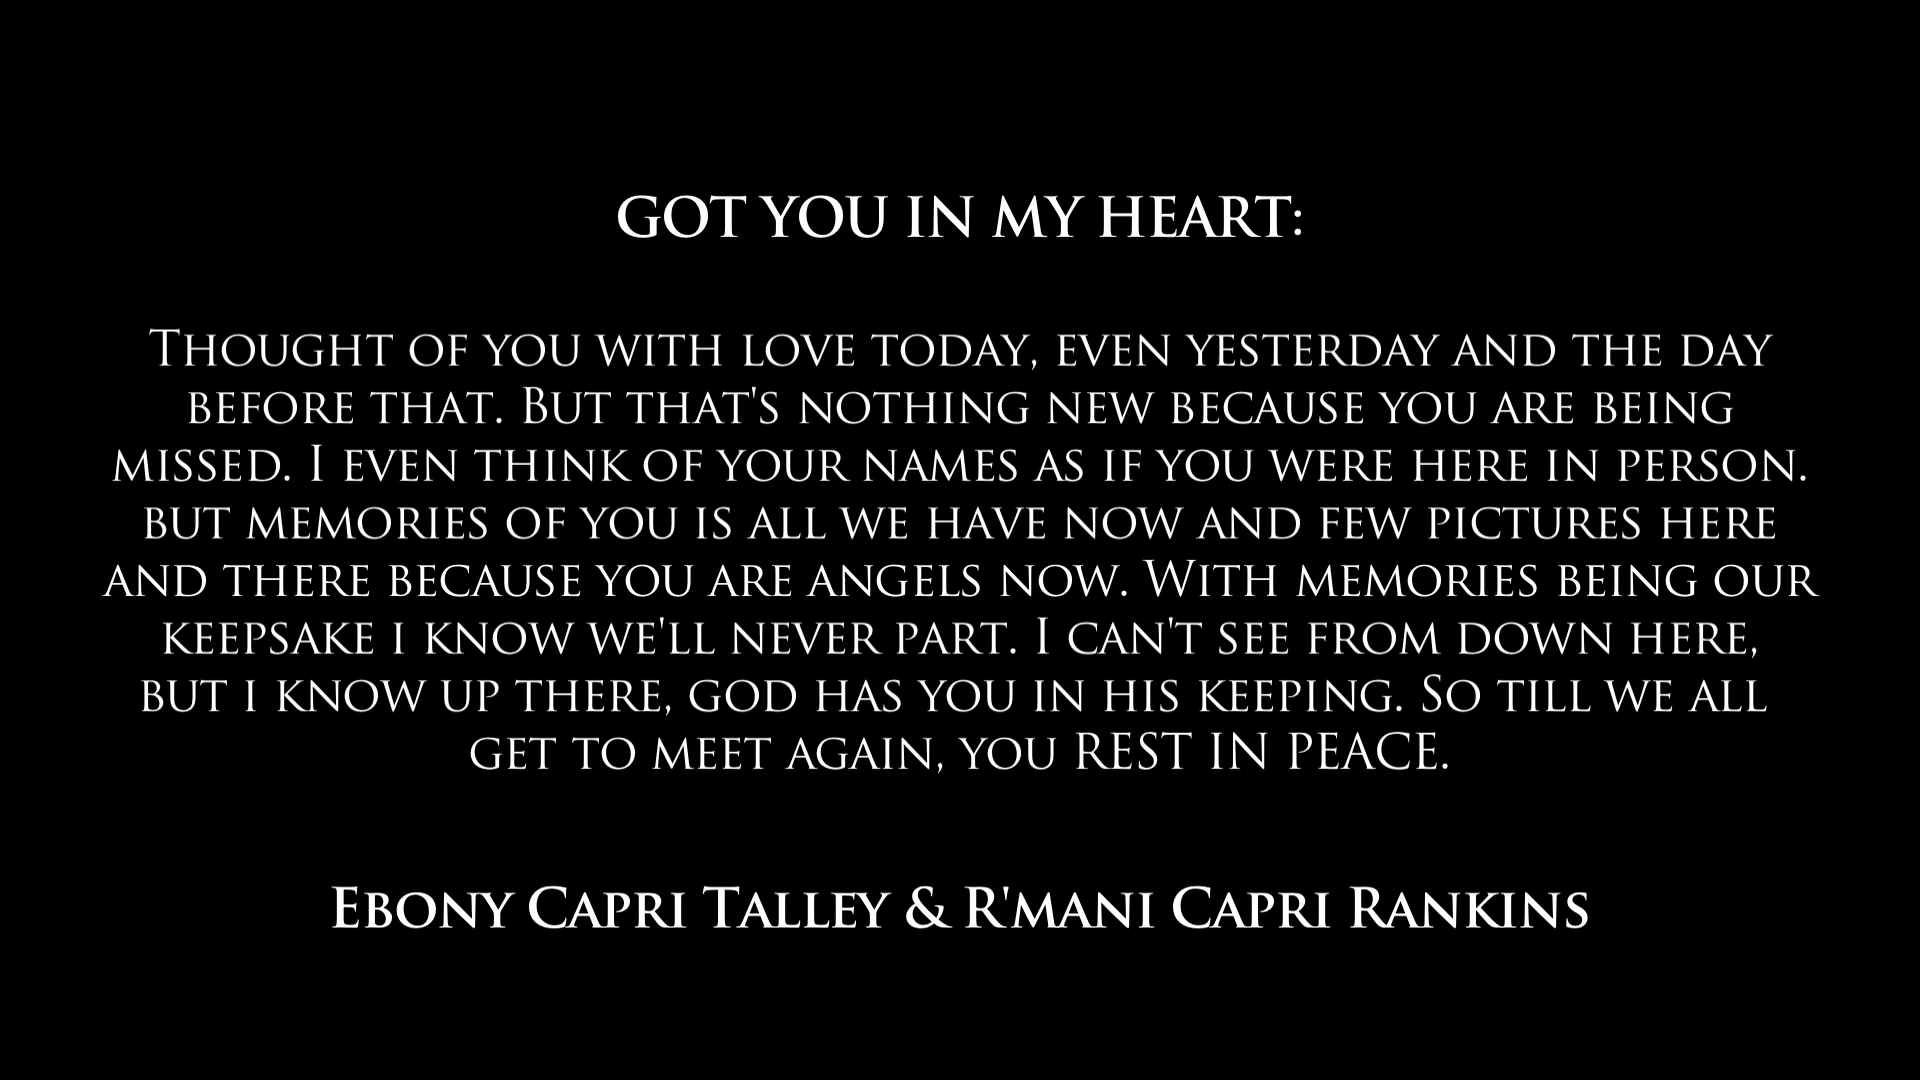 GOT YOU IN MY HEART:
Thought of you with love today, even yesterday and the day
before that. But that's nothing new because you are being
missed. I even think of your names as if you were here in person.
but memories of you is all we have now and few pictures here
and there because you are angels now. With memories being our
keepsake i know we'll never part. I can't see from down here,
but i know up there, god has you in his keeping. So till we all
get to meet again, you REST IN PEACE.
Ebony Capri Talley & R'mani Capri Rankins